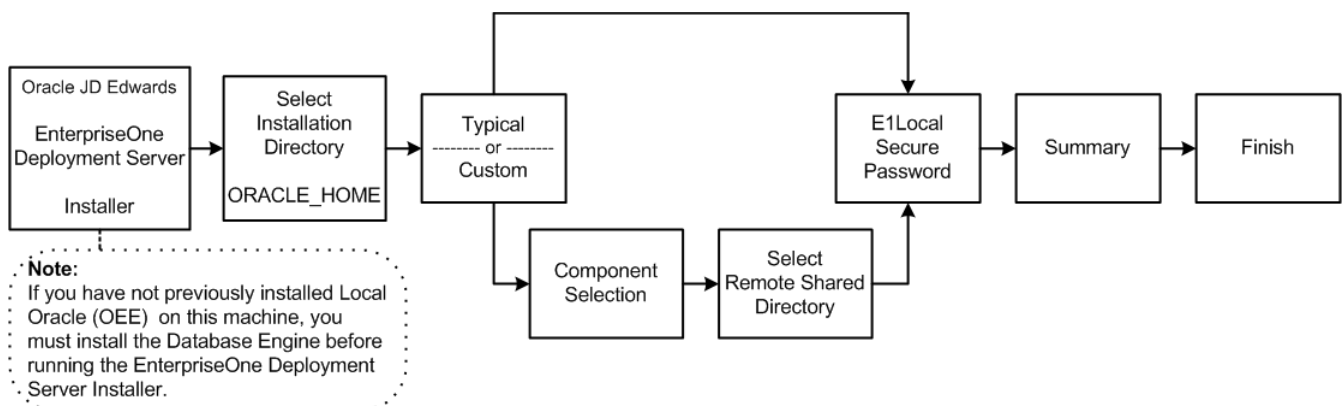 Oracle JD Edwards
EnterpriseOne
Deployment Server
Installer
Select
Installation
Directory
ORACLE_HOME
Typical
-------- or --------
Custom
E1Local
Secure
Password
Summary
Finish
Component
Selection
Select
Remote Shared
Directory
Note:
If you have not previously installed Local
Oracle (OEE) on this machine, you
must install the Database Engine before
running the EnterpriseOne Deployment
Server Installer.